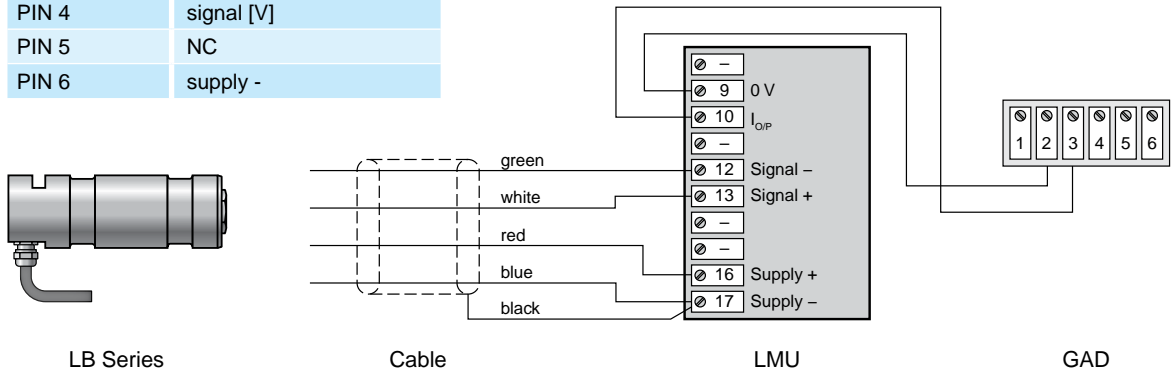 PIN 4 signal [V]
PIN 5 NC
PIN 6 supply -
–
9 0 V
10 I O/P
–
green 12 Signal –
white 13 Signal +
–
red –
blue 16 Supply +
black 17 Supply –
1 2 3 4 5 6
LB Series Cable LMU GAD